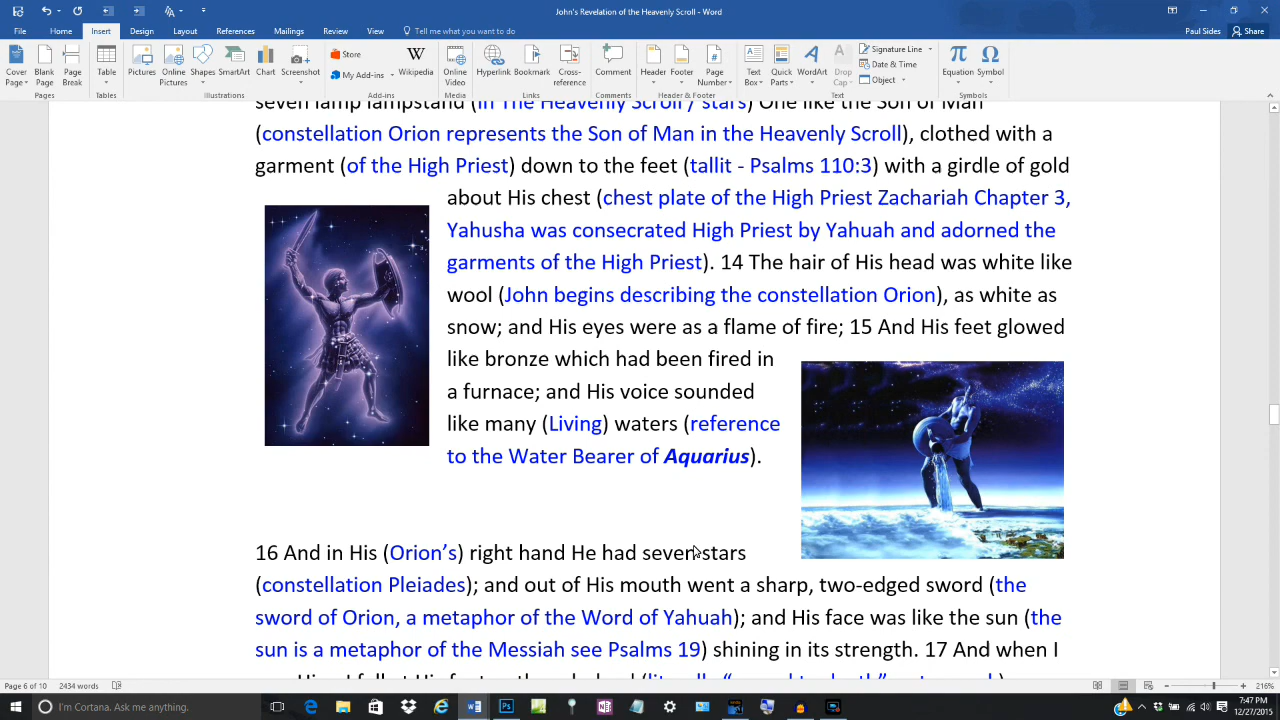 John's Revelation of the Heavenly Scroll - Word
File Home Insert Design Layout References Mailings Review View Tell me what you want to do Paul Sides Share
Cover Page
Blank Page
Page Break
Table
Pictures
Online Pictures
Shapes
SmartArt
Chart
Screenshot
Store
My Add-ins
Wikipedia
Online Video
Hyperlink
Bookmark
Cross-reference
Comment
Header
Footer
Page Number
Text Box
Quick Parts
WordArt
Drop Cap
Signature Line
Date & Time
Object
Equation
Symbol
Pages Tables Illustrations Add-ins Media Links Comments Header & Footer Text Symbols
seven lamp lampstand (in The Heavenly Scroll / stars) One like the Son of Man
(constellation Orion represents the Son of Man in the Heavenly Scroll), clothed with a
garment (of the High Priest) down to the feet (tallit - Psalms 110:3) with a girdle of gold
about His chest (chest plate of the High Priest Zachariah Chapter 3,
Yahusha was consecrated High Priest by Yahuah and adorned the
garments of the High Priest). 14 The hair of His head was white like
wool (John begins describing the constellation Orion), as white as
snow; and His eyes were as a flame of fire; 15 And His feet glowed
like bronze which had been fired in
a furnace; and His voice sounded
like many (Living) waters (reference
to the Water Bearer of Aquarius).
16 And in His (Orion's) right hand He had seven stars
(constellation Pleiades); and out of His mouth went a sharp, two-edged sword (the
sword of Orion, a metaphor of the Word of Yahuah); and His face was like the sun (the
sun is a metaphor of the Messiah see Psalms 19) shining in its strength. 17 And when I
Page 6 of 10 2434 words 216%
I'm Cortana. Ask me anything.
7:47 PM
12/27/2015